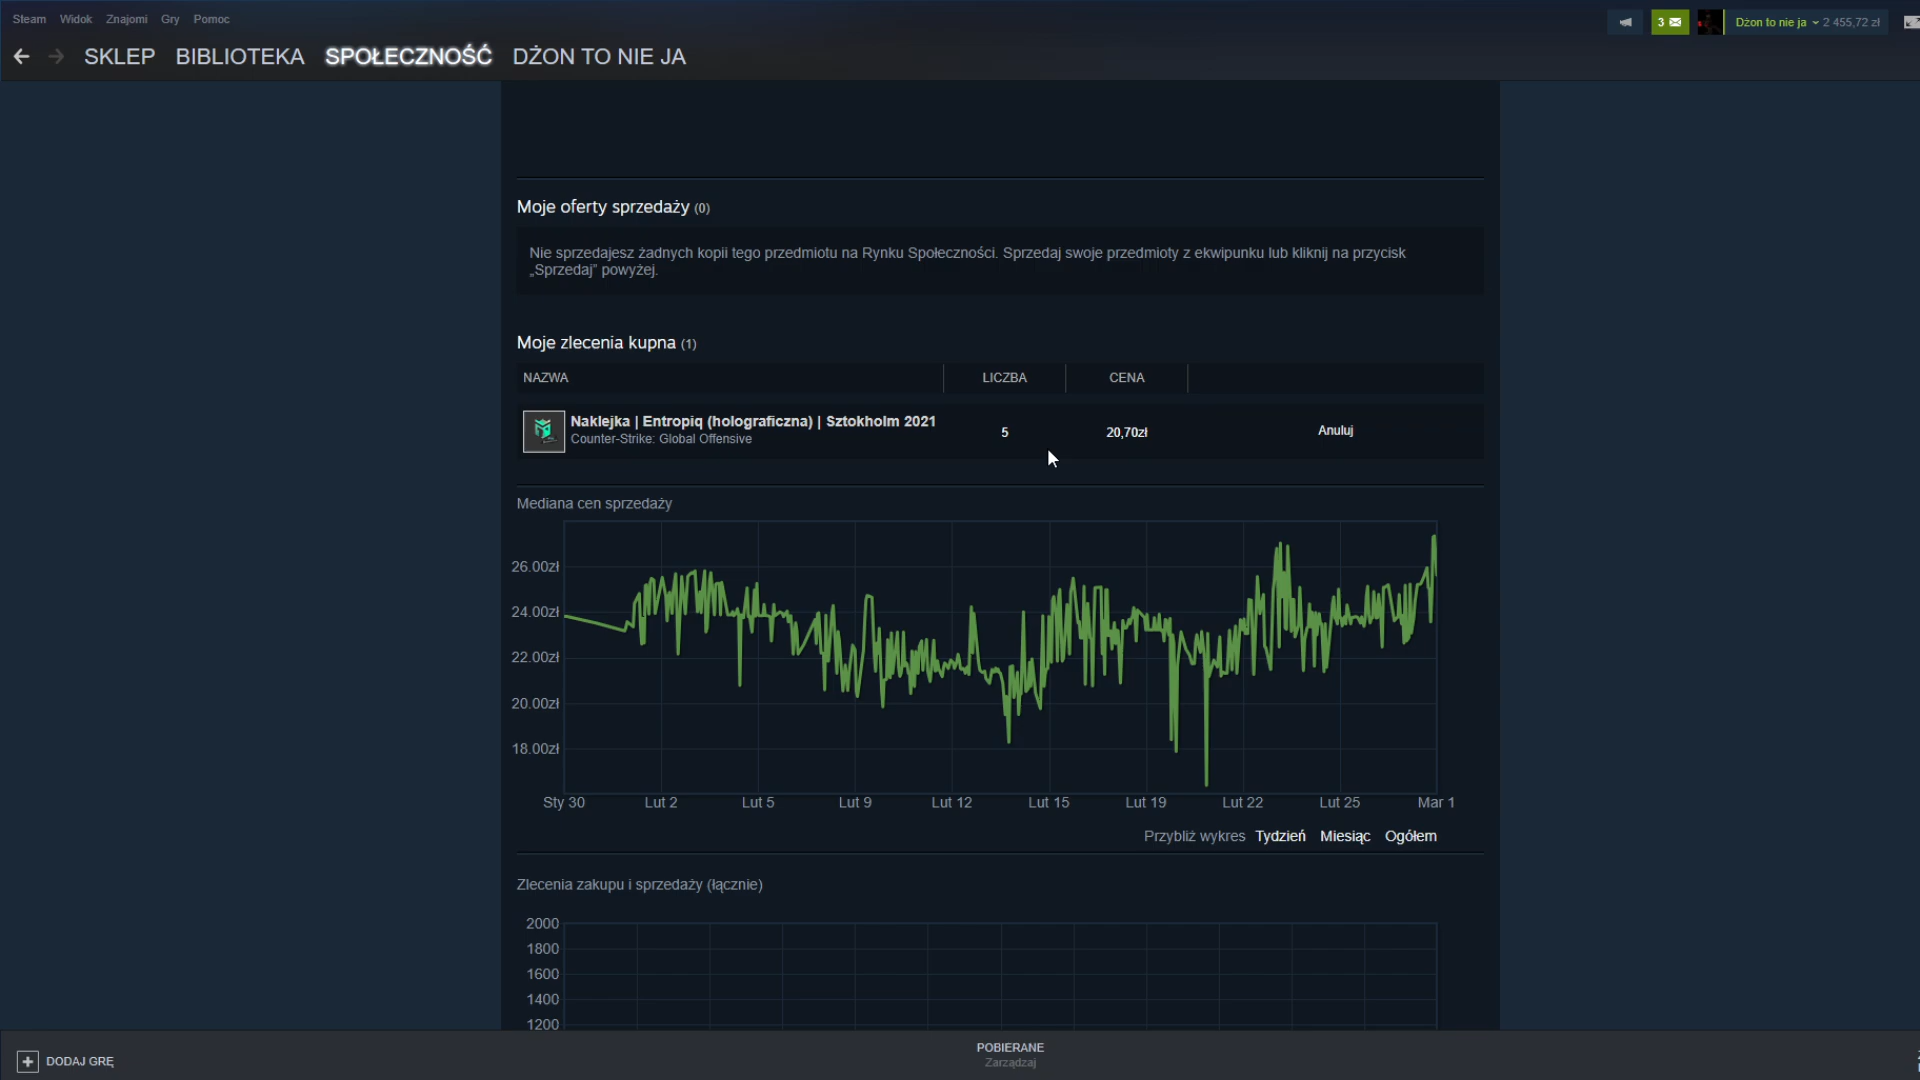 Steam Widok Znajomi Gry Pomoc
3
Dżon to nie ja 2 455,72 zł
SKLEP BIBLIOTEKA SPOŁECZNOŚĆ DŻON TO NIE JA
Moje oferty sprzedaży (0)
Nie sprzedajesz żadnych kopii tego przedmiotu na Rynku Społeczności. Sprzedaj swoje przedmioty z ekwipunku lub kliknij na przycisk
„Sprzedaj” powyżej.
Moje zlecenia kupna (1)
NAZWA LICZBA CENA
Naklejka | Entropiq (holograficzna) | Sztokholm 2021
Counter-Strike: Global Offensive
5 20,70zł Anuluj
Mediana cen sprzedaży
26.00zł
24.00zł
22.00zł
20.00zł
18.00zł
Sty 30 Lut 2 Lut 5 Lut 9 Lut 12 Lut 15 Lut 19 Lut 22 Lut 25 Mar 1
Przybliż wykres Tydzień Miesiąc Ogółem
Zlecenia zakupu i sprzedaży (łącznie)
2000
1800
1600
1400
1200
DODAJ GRĘ
POBIERANE
Zarządzaj